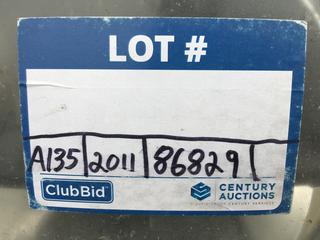 LOT #
A135 | 2011 | 86829 |
ClubBid
CENTURY
AUCTIONS